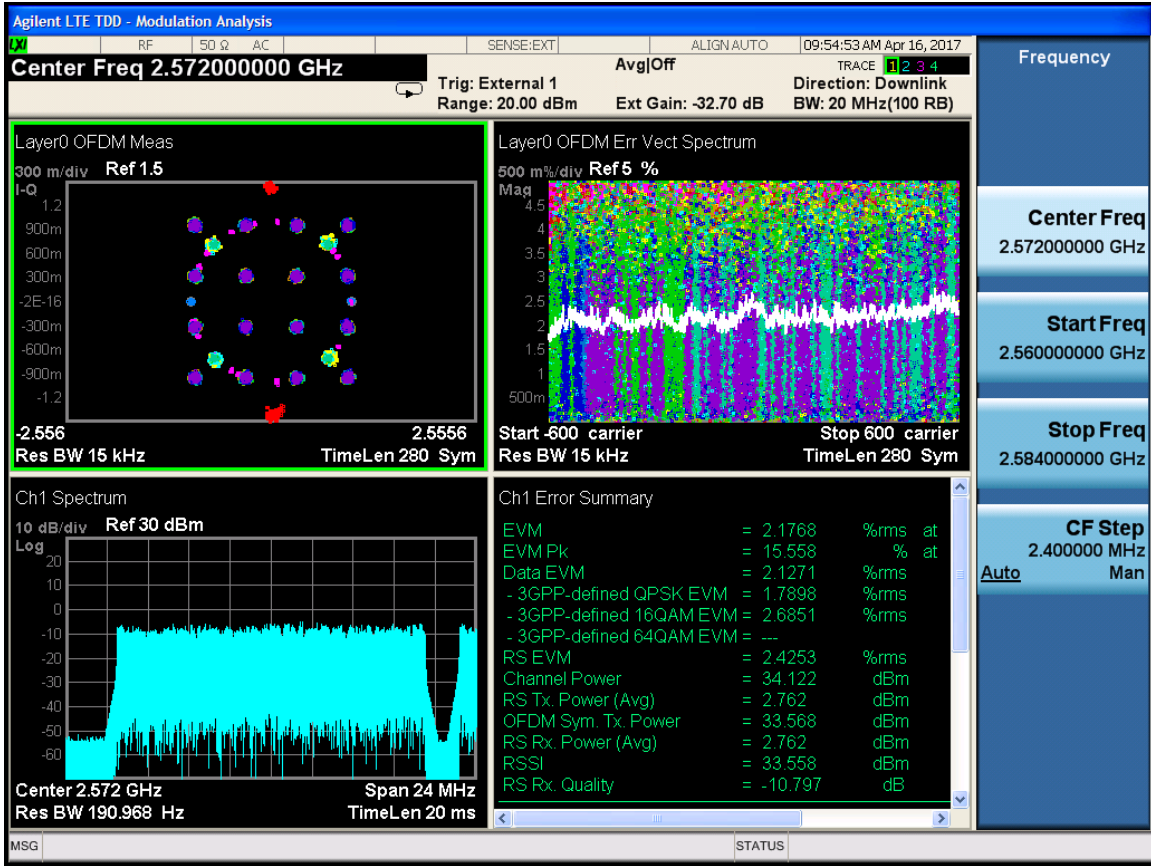 Agilent LTE TDD - Modulation Analysis
LXI RF 50 Ω AC SENSE:EXT ALIGN AUTO 09:54:53 AM Apr 16, 2017
Center Freq 2.572000000 GHz
Avg|Off TRACE 1 2 3 4
Trig: External 1 Direction: Downlink
Range: 20.00 dBm Ext Gain: -32.70 dB BW: 20 MHz(100 RB)
Layer0 OFDM Meas
300 m/div Ref 1.5
I-Q
1.2
900m
600m
300m
-2E-16
-300m
-600m
-900m
-1.2
-2.556 2.5556
Res BW 15 kHz TimeLen 280 Sym
Layer0 OFDM Err Vect Spectrum
500 m%/div Ref 5 %
Mag
4.5
4
3.5
3
2.5
2
1.5
1
500m
Start -600 carrier Stop 600 carrier
Res BW 15 kHz TimeLen 280 Sym
Ch1 Spectrum
10 dB/div Ref 30 dBm
Log
20
10
0
-10
-20
-30
-40
-50
-60
Center 2.572 GHz Span 24 MHz
Res BW 190.968 Hz TimeLen 20 ms
Ch1 Error Summary
EVM = 2.1768 %rms at
EVM Pk = 15.558 % at
Data EVM = 2.1271 %rms
- 3GPP-defined QPSK EVM = 1.7898 %rms
- 3GPP-defined 16QAM EVM = 2.6851 %rms
- 3GPP-defined 64QAM EVM = ---
RS EVM = 2.4253 %rms
Channel Power = 34.122 dBm
RS Tx. Power (Avg) = 2.762 dBm
OFDM Sym. Tx. Power = 33.568 dBm
RS Rx. Power (Avg) = 2.762 dBm
RSSI = 33.558 dBm
RS Rx. Quality = -10.797 dB
Frequency
Center Freq
2.572000000 GHz
Start Freq
2.560000000 GHz
Stop Freq
2.584000000 GHz
CF Step
2.400000 MHz
Auto Man
MSG STATUS